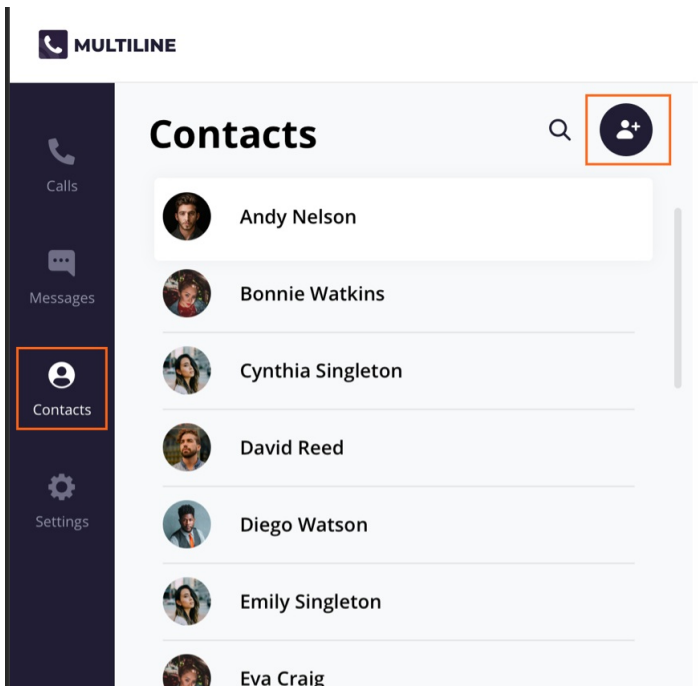 MULTILINE
Calls
Messages
Contacts
Settings
Contacts
Andy Nelson
Bonnie Watkins
Cynthia Singleton
David Reed
Diego Watson
Emily Singleton
Eva Craig